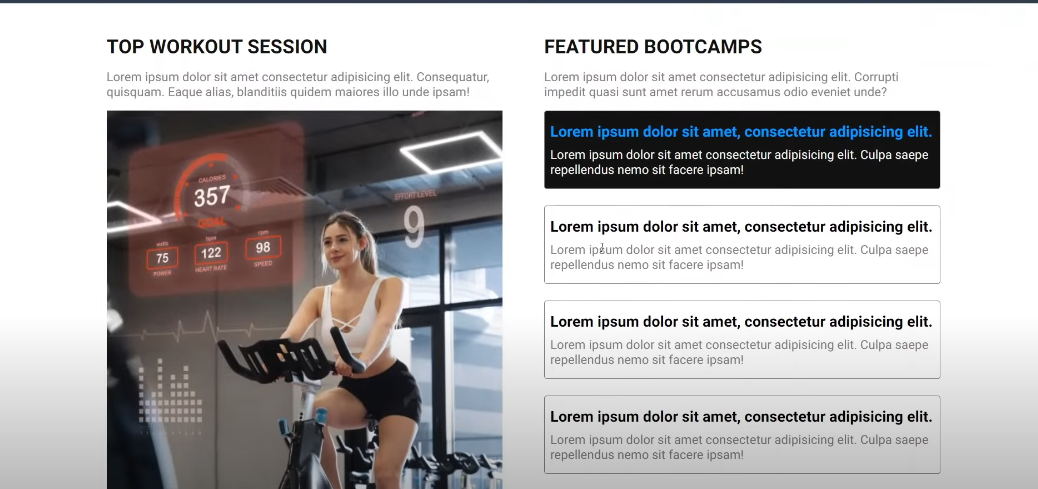 TOP WORKOUT SESSION
Lorem ipsum dolor sit amet consectetur adipisicing elit. Consequatur,
quisquam. Eaque alias, blanditiis quidem maiores illo unde ipsam!
CALORIES
357
GOAL
watts
75
POWER
bpm
122
HEART RATE
rpm
98
SPEED
EFFORT LEVEL
9
FEATURED BOOTCAMPS
Lorem ipsum dolor sit amet consectetur adipisicing elit. Corrupti
impedit quasi sunt amet rerum accusamus odio eveniet unde?
Lorem ipsum dolor sit amet, consectetur adipisicing elit.
Lorem ipsum dolor sit amet consectetur adipisicing elit. Culpa saepe
repellendus nemo sit facere ipsam!
Lorem ipsum dolor sit amet, consectetur adipisicing elit.
Lorem ipsum dolor sit amet consectetur adipisicing elit. Culpa saepe
repellendus nemo sit facere ipsam!
Lorem ipsum dolor sit amet, consectetur adipisicing elit.
Lorem ipsum dolor sit amet consectetur adipisicing elit. Culpa saepe
repellendus nemo sit facere ipsam!
Lorem ipsum dolor sit amet, consectetur adipisicing elit.
Lorem ipsum dolor sit amet consectetur adipisicing elit. Culpa saepe
repellendus nemo sit facere ipsam!